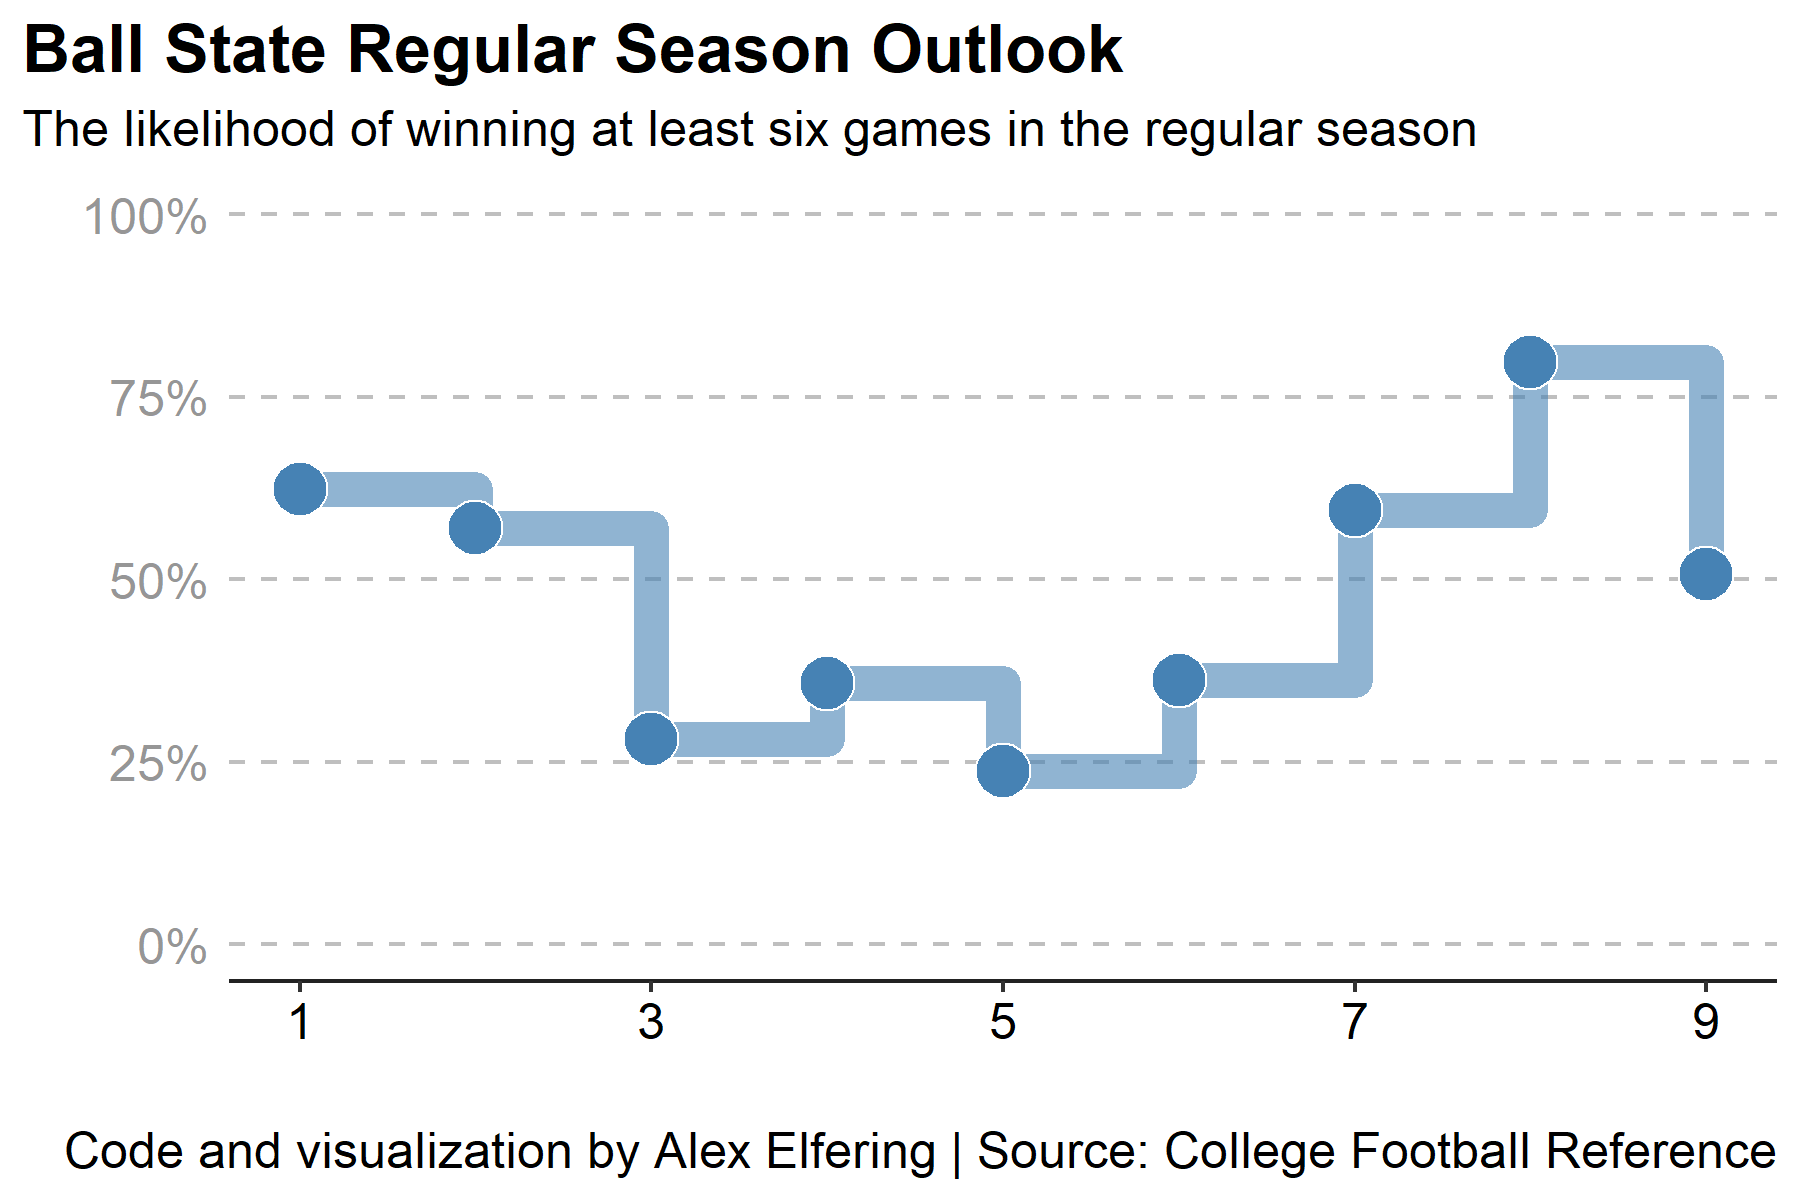 Ball State Regular Season Outlook
The likelihood of winning at least six games in the regular season
100%
75%
50%
25%
0%
1 3 5 7 9
Code and visualization by Alex Elfering | Source: College Football Reference